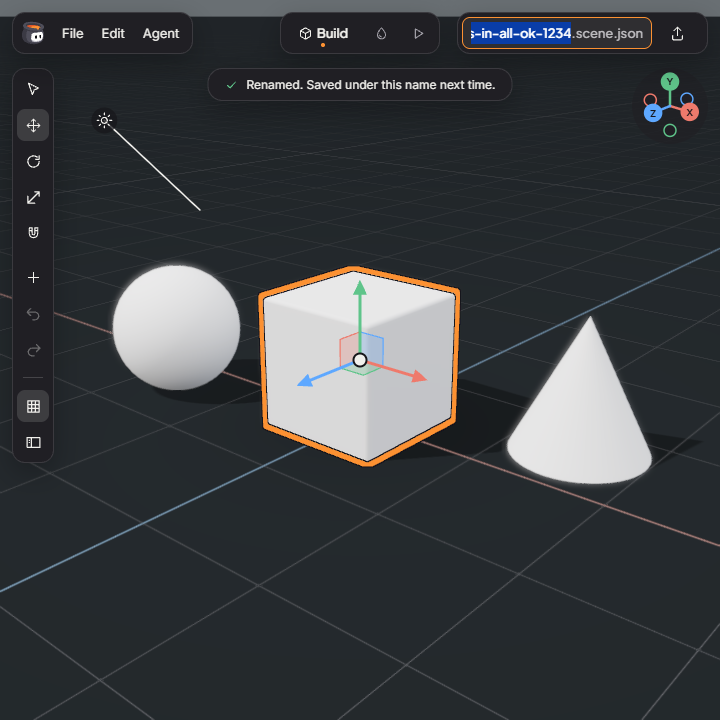 File Edit Agent
Build
s-in-all-ok-1234.scene.json
Renamed. Saved under this name next time.
Y
Z X